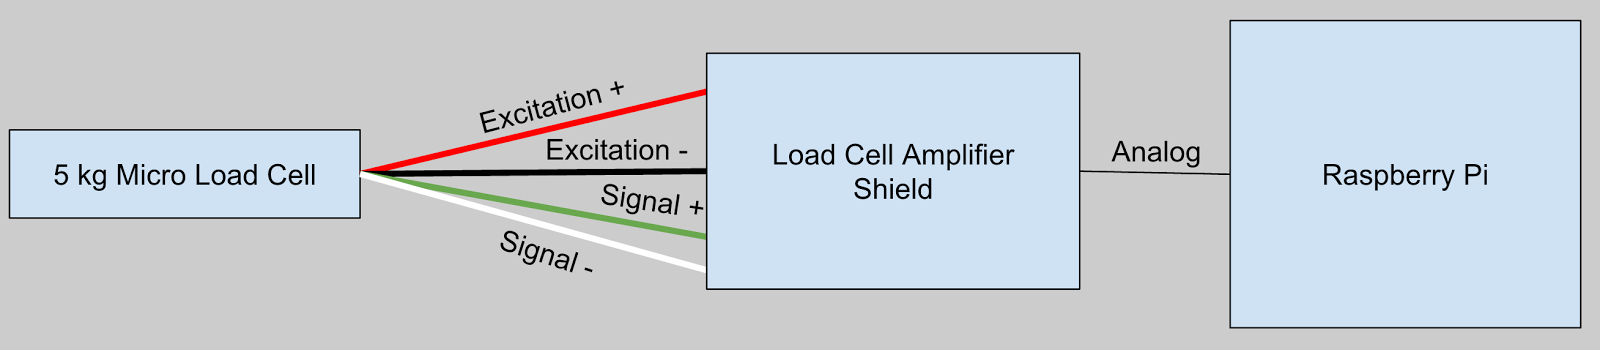 5 kg Micro Load Cell
Excitation +
Excitation -
Signal +
Signal -
Load Cell Amplifier
Shield
Analog
Raspberry Pi